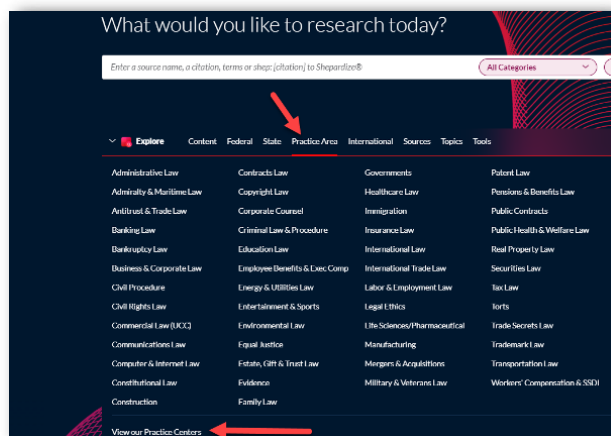 What would you like to research today?
Enter a source name, a citation, terms or shep: [citation] to Shepardize® All Categories
Explore Content Federal State Practice Area International Sources Topics Tools
Administrative Law Contracts Law Governments Patent Law
Admiralty & Maritime Law Copyright Law Healthcare Law Pensions & Benefits Law
Antitrust & Trade Law Corporate Counsel Immigration Public Contracts
Banking Law Criminal Law & Procedure Insurance Law Public Health & Welfare Law
Bankruptcy Law Education Law International Law Real Property Law
Business & Corporate Law Employee Benefits & Exec Comp International Trade Law Securities Law
Civil Procedure Energy & Utilities Law Labor & Employment Law Tax Law
Civil Rights Law Entertainment & Sports Legal Ethics Torts
Commercial Law (UCC) Environmental Law Life Sciences/Pharmaceutical Trade Secrets Law
Communications Law Equal Justice Manufacturing Trademark Law
Computer & Internet Law Estate, Gift & Trust Law Mergers & Acquisitions Transportation Law
Constitutional Law Evidence Military & Veterans Law Workers' Compensation & SSDI
Construction Family Law
View our Practice Centers